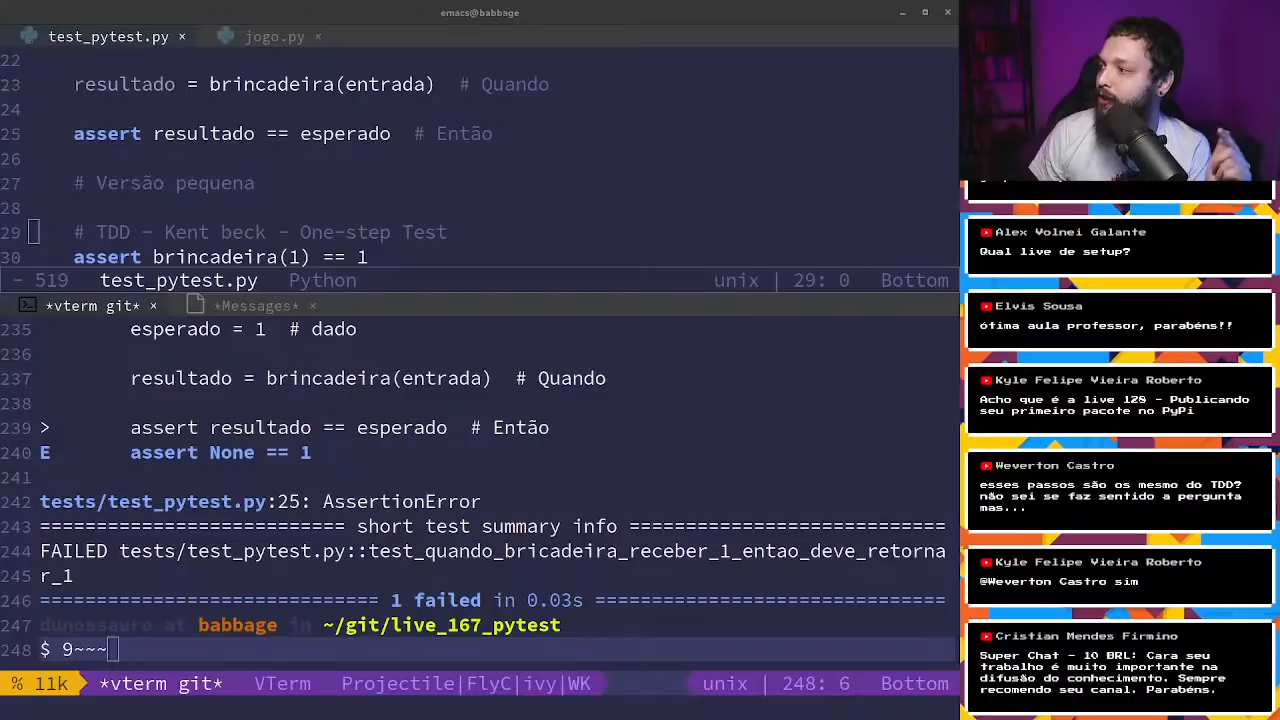 emacs@babbage
test_pytest.py × jogo.py ×
22
23 resultado = brincadeira(entrada) # Quando
24
25 assert resultado == esperado # Então
26
27 # Versão pequena
28
29 # TDD - Kent beck - One-step Test
30 assert brincadeira(1) == 1
- 519 test_pytest.py Python unix | 29: 0 Bottom
*vterm git* × *Messages* ×
235 esperado = 1 # dado
236
237 resultado = brincadeira(entrada) # Quando
238
239 > assert resultado == esperado # Então
240 E assert None == 1
241
242 tests/test_pytest.py:25: AssertionError
243 =========================== short test summary info ============================
244 FAILED tests/test_pytest.py::test_quando_bricadeira_receber_1_entao_deve_retorna
245 r_1
246 ============================== 1 failed in 0.03s ===============================
247 dunossauro at babbage in ~/git/live_167_pytest
248 $ 9~~~
% 11k *vterm git* VTerm Projectile|FlyC|ivy|WK unix | 248: 6 Bottom
Alex Volnei Galante
Qual live de setup?
Elvis Sousa
ótima aula professor, parabéns!!
Kyle Felipe Vieira Roberto
Acho que é a live 128 - Publicando
seu primeiro pacote no PyPi
Weverton Castro
esses passos são os mesmo do TDD?
não sei se faz sentido a pergunta
mas...
Kyle Felipe Vieira Roberto
@Weverton Castro sim
Cristian Mendes Firmino
Super Chat - 10 BRL: Cara seu
trabalho é muito importante na
difusão do conhecimento. Sempre
recomendo seu canal. Parabéns.